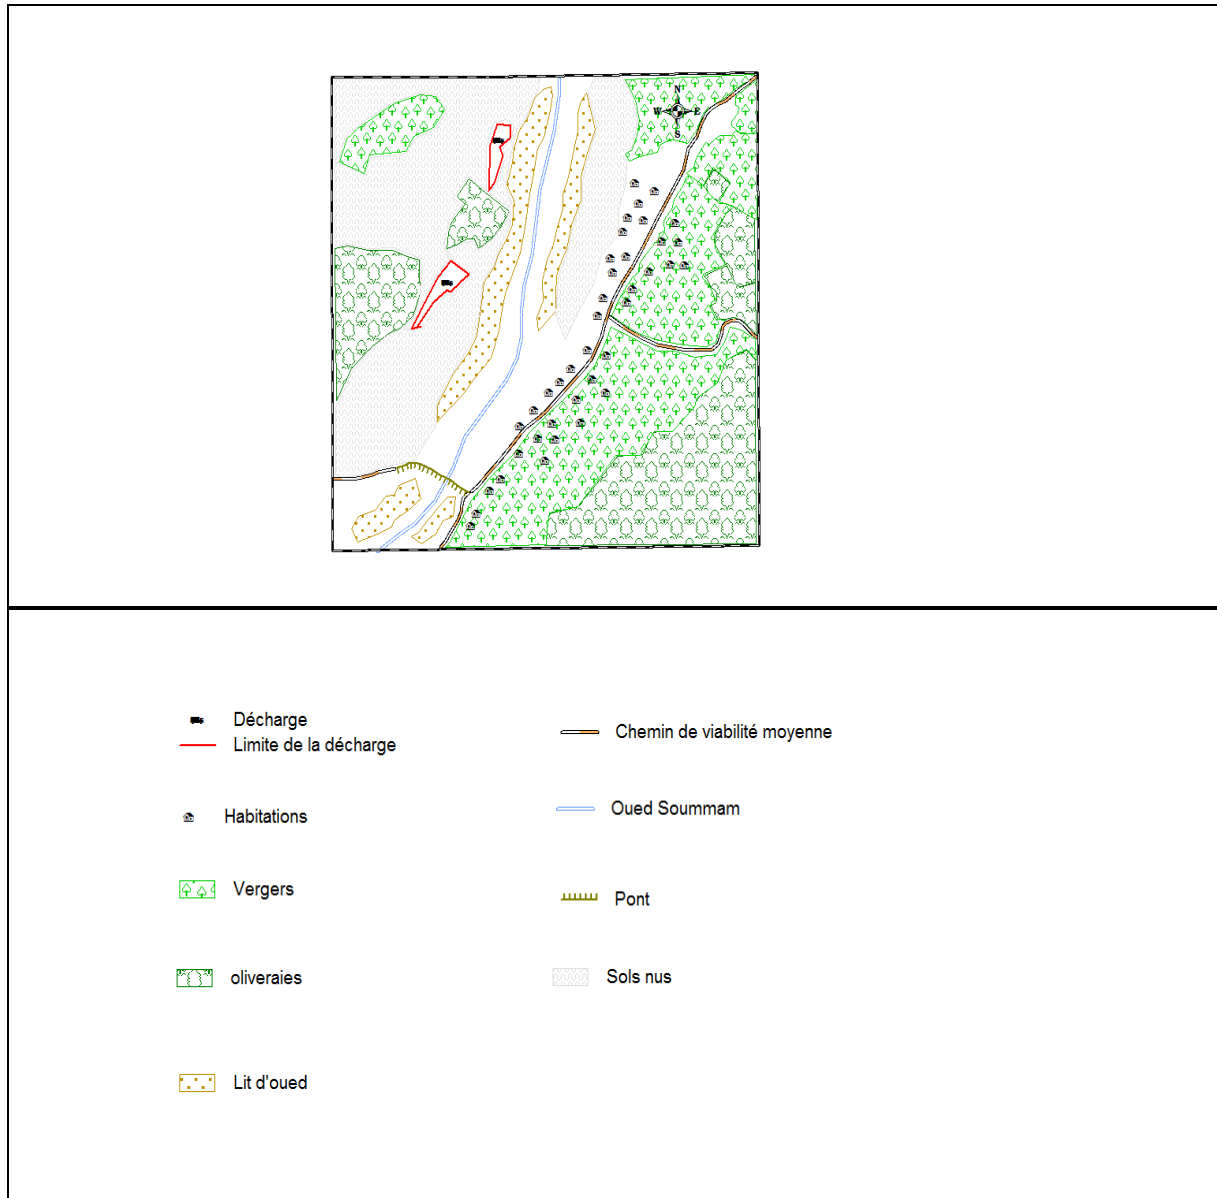 N
W E
S
Décharge
Limite de la décharge
Chemin de viabilité moyenne
Habitations
Oued Soummam
Vergers
Pont
oliveraies
Sols nus
Lit d'oued